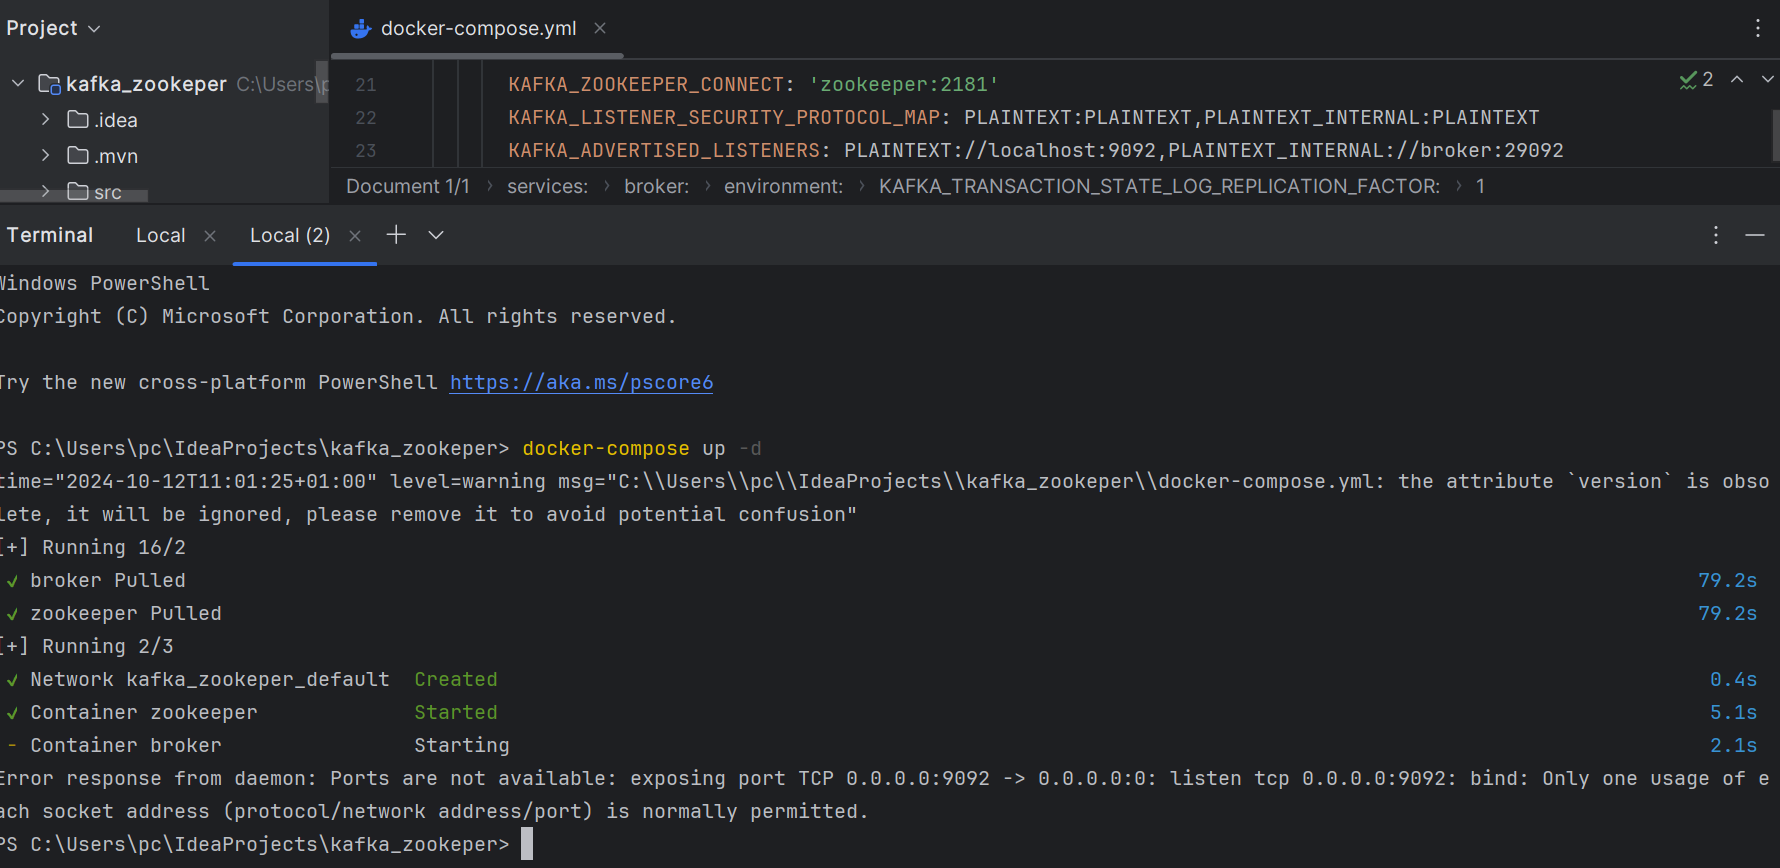 Project
docker-compose.yml
kafka_zookeper C:\Users\p
.idea
.mvn
src
21 KAFKA_ZOOKEEPER_CONNECT: 'zookeeper:2181'
22 KAFKA_LISTENER_SECURITY_PROTOCOL_MAP: PLAINTEXT:PLAINTEXT,PLAINTEXT_INTERNAL:PLAINTEXT
23 KAFKA_ADVERTISED_LISTENERS: PLAINTEXT://localhost:9092,PLAINTEXT_INTERNAL://broker:29092
2
Document 1/1 › services: › broker: › environment: › KAFKA_TRANSACTION_STATE_LOG_REPLICATION_FACTOR: › 1
Terminal Local Local (2)
Windows PowerShell
Copyright (C) Microsoft Corporation. All rights reserved.
Try the new cross-platform PowerShell https://aka.ms/pscore6
PS C:\Users\pc\IdeaProjects\kafka_zookeper> docker-compose up -d
time="2024-10-12T11:01:25+01:00" level=warning msg="C:\\Users\\pc\\IdeaProjects\\kafka_zookeper\\docker-compose.yml: the attribute `version` is obso
lete, it will be ignored, please remove it to avoid potential confusion"
[+] Running 16/2
✓ broker Pulled 79.2s
✓ zookeeper Pulled 79.2s
[+] Running 2/3
✓ Network kafka_zookeper_default Created 0.4s
✓ Container zookeeper Started 5.1s
- Container broker Starting 2.1s
Error response from daemon: Ports are not available: exposing port TCP 0.0.0.0:9092 -> 0.0.0.0:0: listen tcp 0.0.0.0:9092: bind: Only one usage of e
ach socket address (protocol/network address/port) is normally permitted.
PS C:\Users\pc\IdeaProjects\kafka_zookeper>